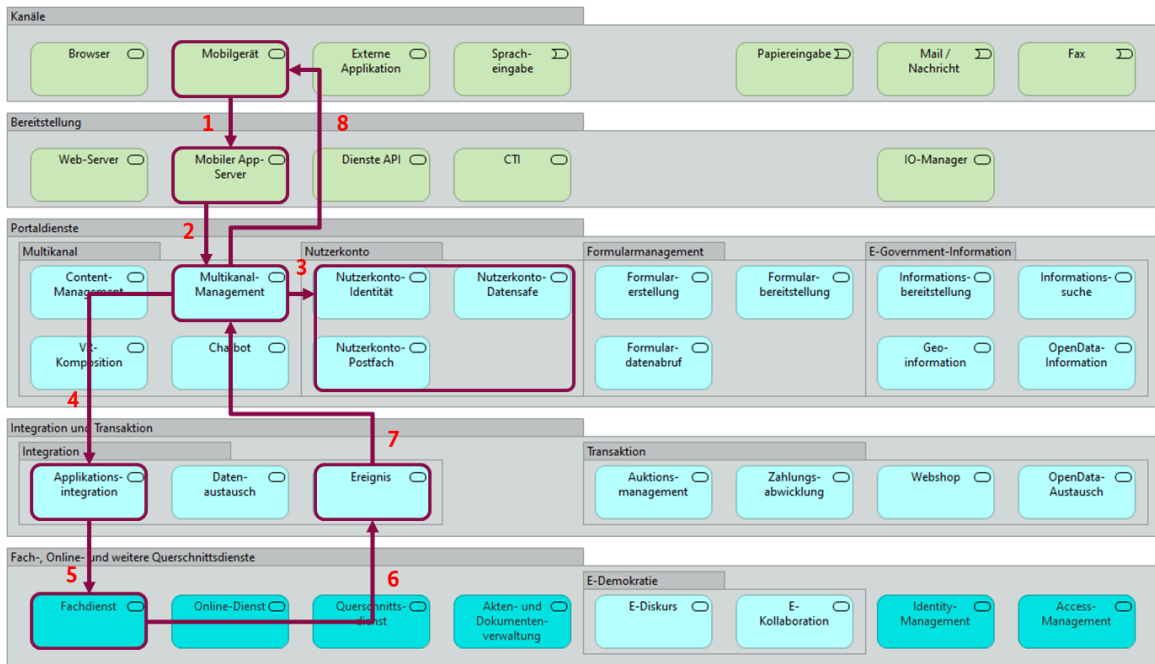 Kanäle
Browser
Mobilgerät
Externe
Applikation
Sprach-
eingabe
Papiereingabe
Mail /
Nachricht
Fax
1
8
Bereitstellung
Web-Server
Mobiler App-
Server
Dienste API
CTI
IO-Manager
2
Portaldienste
Multikanal
Nutzerkonto
Formularmanagement
E-Government-Information
3
Content-
Management
Multikanal-
Management
Nutzerkonto-
Identität
Nutzerkonto-
Datensafe
Formular-
erstellung
Formular-
bereitstellung
Informations-
bereitstellung
Informations-
suche
VR-
Komposition
Chatbot
Nutzerkonto-
Postfach
Formular-
datenabruf
Geo-
information
OpenData-
Information
4
Integration und Transaktion
7
Integration
Transaktion
Applikations-
integration
Daten-
austausch
Ereignis
Auktions-
management
Zahlungs-
abwicklung
Webshop
OpenData-
Austausch
Fach-, Online- und weitere Querschnittsdienste
5
6
E-Demokratie
Fachdienst
Online-Dienst
Querschnitts-
dienst
Akten- und
Dokumenten-
verwaltung
E-Diskurs
E-
Kollaboration
Identity-
Management
Access-
Management